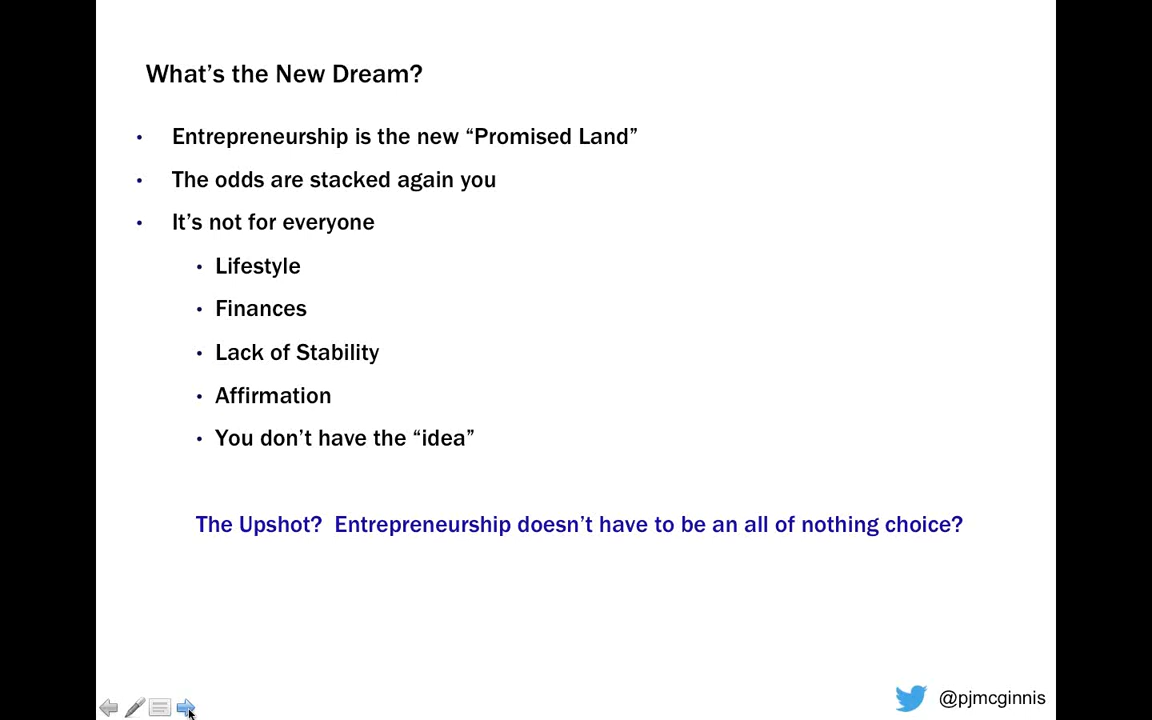 What’s the New Dream?
• Entrepreneurship is the new “Promised Land”
• The odds are stacked again you
• It’s not for everyone
• Lifestyle
• Finances
• Lack of Stability
• Affirmation
• You don’t have the “idea”
The Upshot?  Entrepreneurship doesn’t have to be an all of nothing choice?
@pjmcginnis